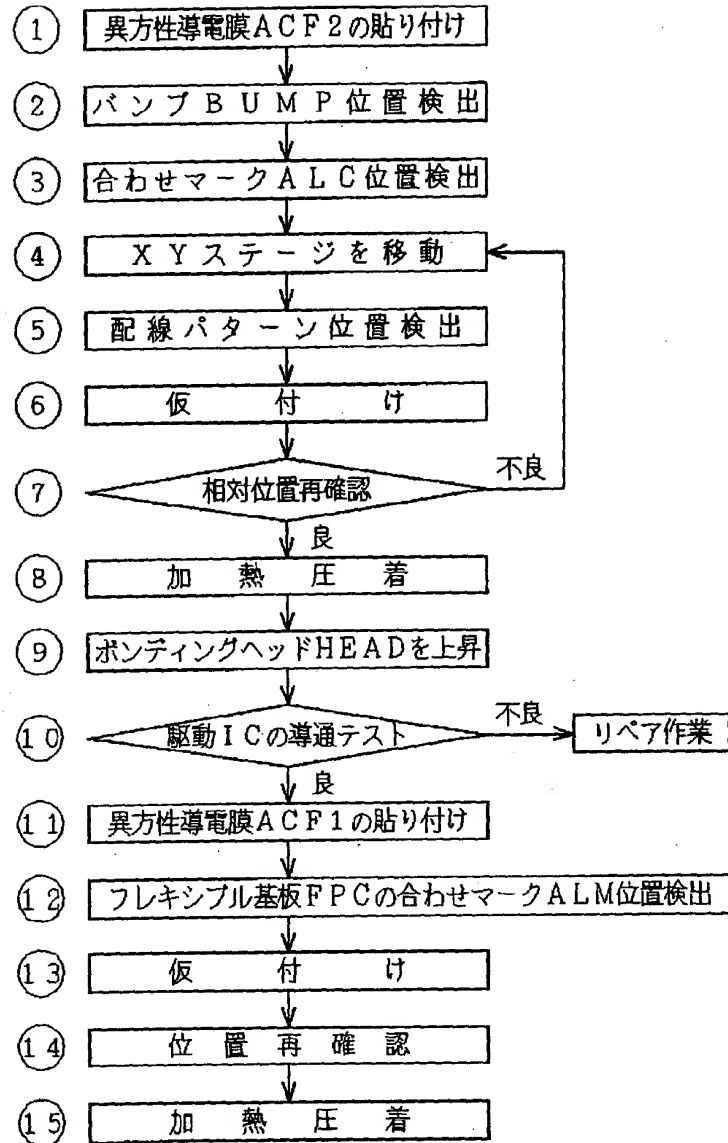 ① 異方性導電膜ACF2の貼り付け
② バンプBUMP位置検出
③ 合わせマークALC位置検出
④ XYステージを移動
⑤ 配線パターン位置検出
⑥ 仮付け
⑦ 相対位置再確認 不良
良
⑧ 加熱圧着
⑨ ボンディングヘッドHEADを上昇
⑩ 駆動ICの導通テスト 不良 リペア作業
良
⑪ 異方性導電膜ACF1の貼り付け
⑫ フレキシブル基板FPCの合わせマークALM位置検出
⑬ 仮付け
⑭ 位置再確認
⑮ 加熱圧着